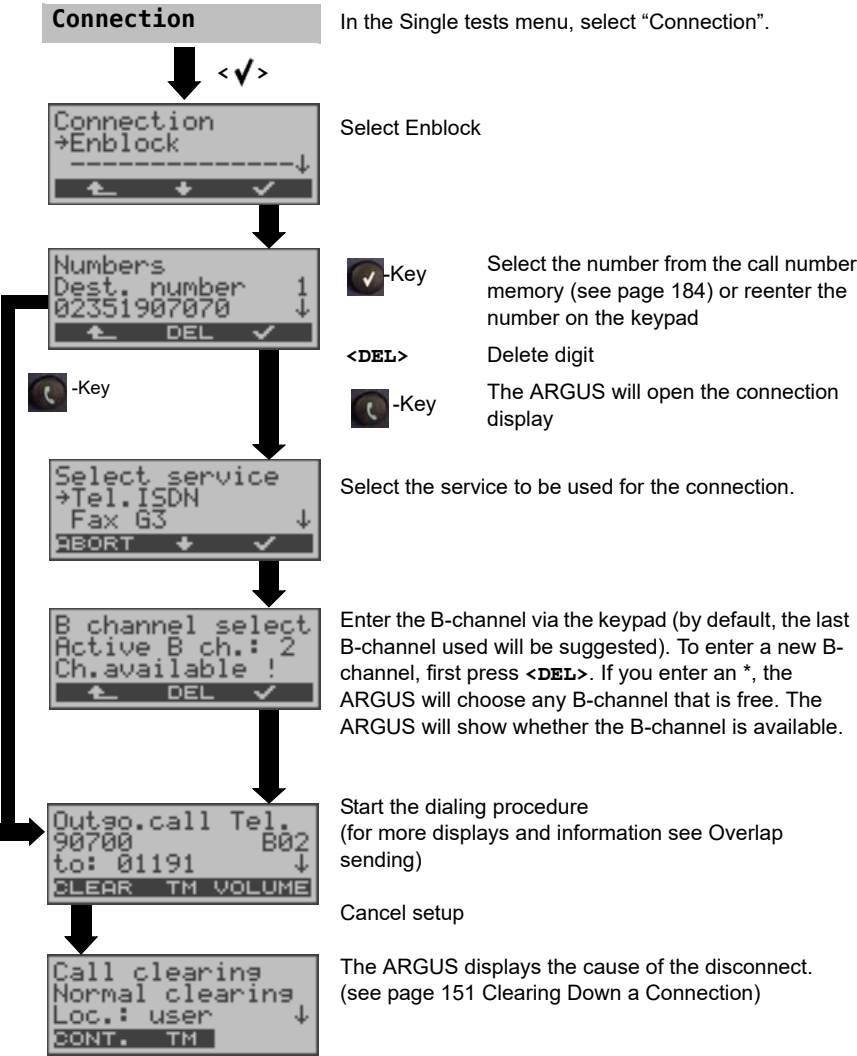 Connection
In the Single tests menu, select “Connection”.
<✓>
Connection
→Enblock
--------------↓
Select Enblock
Numbers
Dest. number 1
02351907070 ↓
DEL ✓
-Key
Select the number from the call number
memory (see page 184) or reenter the
number on the keypad
<DEL>
Delete digit
-Key
The ARGUS will open the connection
display
-Key
Select service
→Tel.ISDN
Fax G3 ↓
ABORT ✓
Select the service to be used for the connection.
B channel select
Active B ch.: 2
Ch.available !
DEL ✓
Enter the B-channel via the keypad (by default, the last
B-channel used will be suggested). To enter a new B-
channel, first press <DEL>. If you enter an *, the
ARGUS will choose any B-channel that is free. The
ARGUS will show whether the B-channel is available.
Outgo.call Tel.
90700 B02
to: 01191 ↓
CLEAR TM VOLUME
Start the dialing procedure
(for more displays and information see Overlap
sending)
Cancel setup
Call clearing
Normal clearing
Loc.: user ↓
CONT. TM
The ARGUS displays the cause of the disconnect.
(see page 151 Clearing Down a Connection)